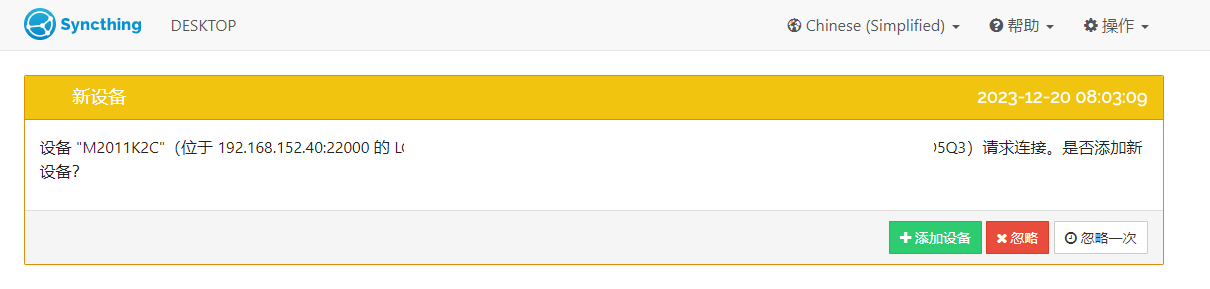 Syncthing DESKTOP Chinese (Simplified) 帮助 操作
新设备 2023-12-20 08:03:09
设备 "M2011K2C"（位于 192.168.152.40:22000 的 5Q3）请求连接。是否添加新
设备？
添加设备 忽略 忽略一次